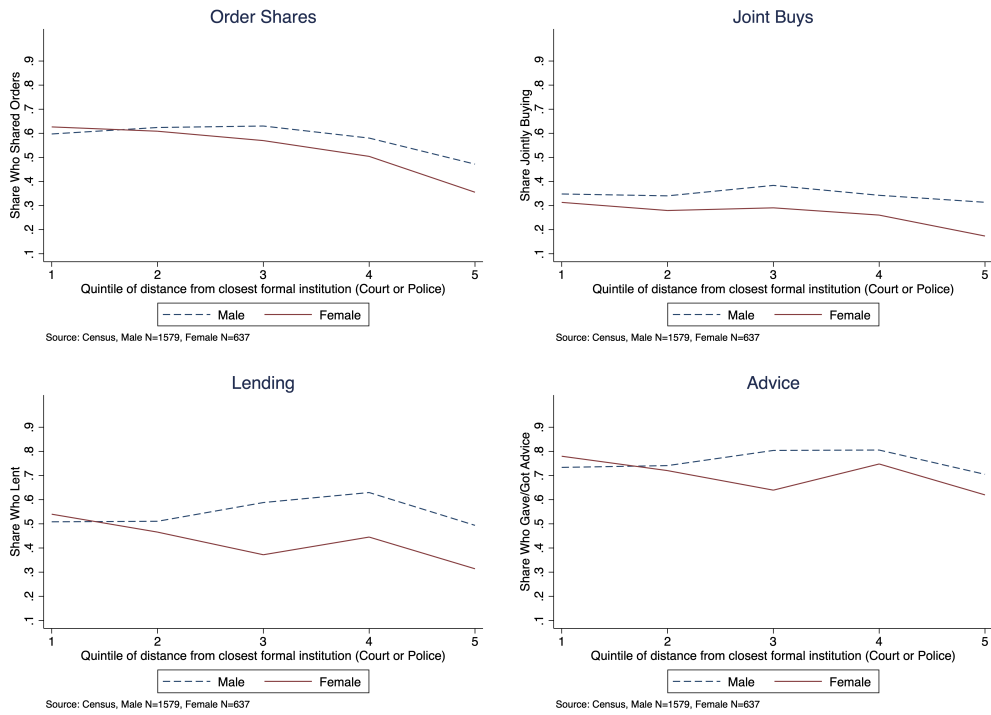 Order Shares
Share Who Shared Orders
.1 .2 .3 .4 .5 .6 .7 .8 .9
1 2 3 4 5
Quintile of distance from closest formal institution (Court or Police)
Male Female
Source: Census, Male N=1579, Female N=637
Joint Buys
Share Jointly Buying
.1 .2 .3 .4 .5 .6 .7 .8 .9
1 2 3 4 5
Quintile of distance from closest formal institution (Court or Police)
Male Female
Source: Census, Male N=1579, Female N=637
Lending
Share Who Lent
.1 .2 .3 .4 .5 .6 .7 .8 .9
1 2 3 4 5
Quintile of distance from closest formal institution (Court or Police)
Male Female
Source: Census, Male N=1579, Female N=637
Advice
Share Who Gave/Got Advice
.1 .2 .3 .4 .5 .6 .7 .8 .9
1 2 3 4 5
Quintile of distance from closest formal institution (Court or Police)
Male Female
Source: Census, Male N=1579, Female N=637